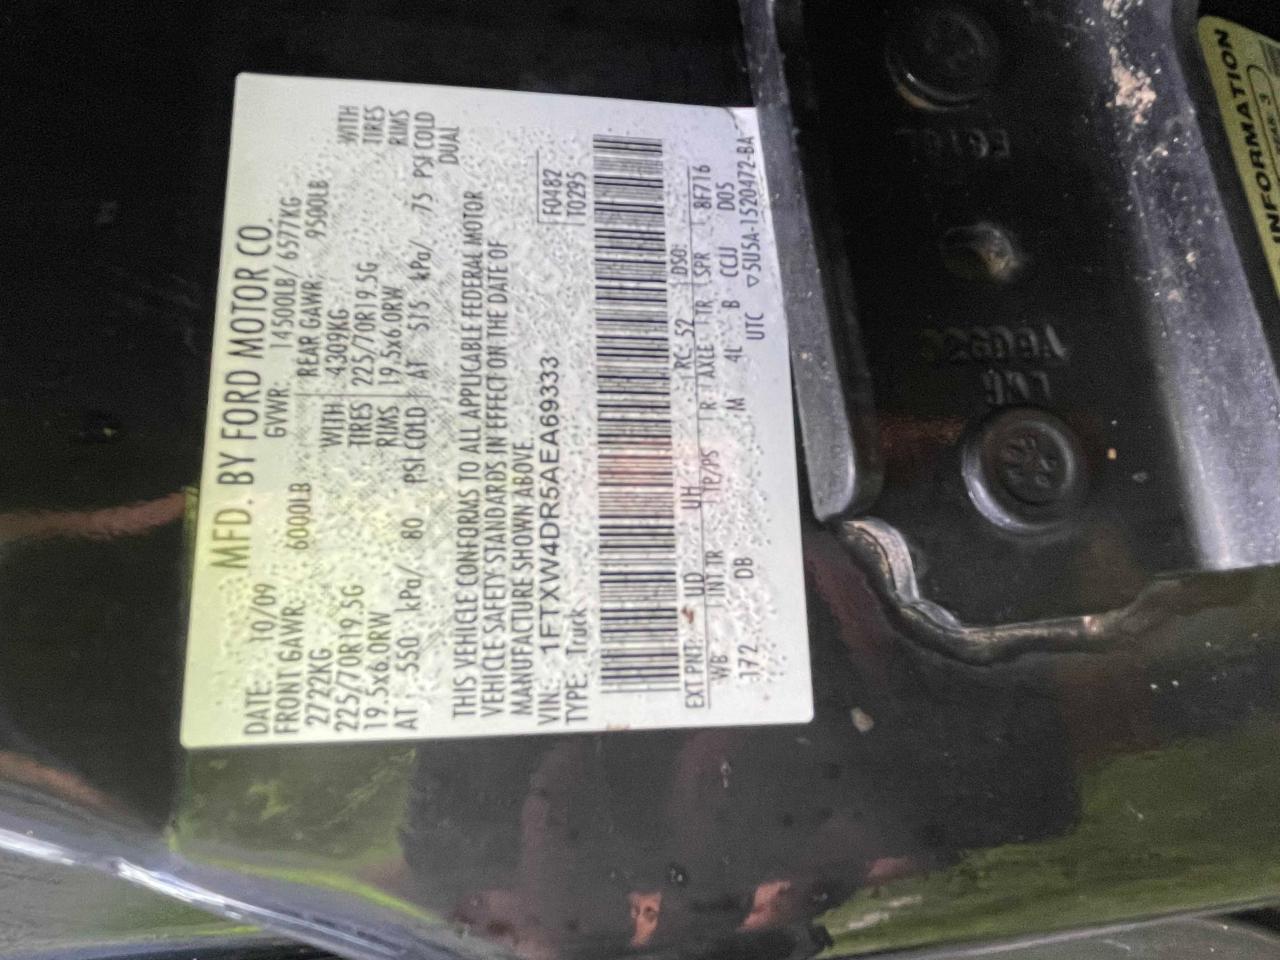 MFD. BY FORD MOTOR CO.
DATE: 10/09 GVWR: 14500LB/ 6577KG
FRONT GAWR: 6000LB REAR GAWR: 9500LB
2722KG WITH 4309KG WITH
225/70R19.5G TIRES 225/70R19.5G TIRES
19.5x6.0RW RIMS 19.5x6.0RW RIMS
AT 550 kPa/ 80 PSI COLD AT 515 kPa/ 75 PSI COLD
DUAL
THIS VEHICLE CONFORMS TO ALL APPLICABLE FEDERAL MOTOR
VEHICLE SAFETY STANDARDS IN EFFECT ON THE DATE OF
MANUFACTURE SHOWN ABOVE.
VIN: 1FTXW4DR5AEA69333 F0482
TYPE: Truck T0295
EXT PNT: UD UH RC: 52 DSO:
WB INT TR TP/PS R AXLE TR SPR 8F716
172 DB M 4L B CCIJ D05
UTC ▽5U5A-1520472-BA
INFORMATION